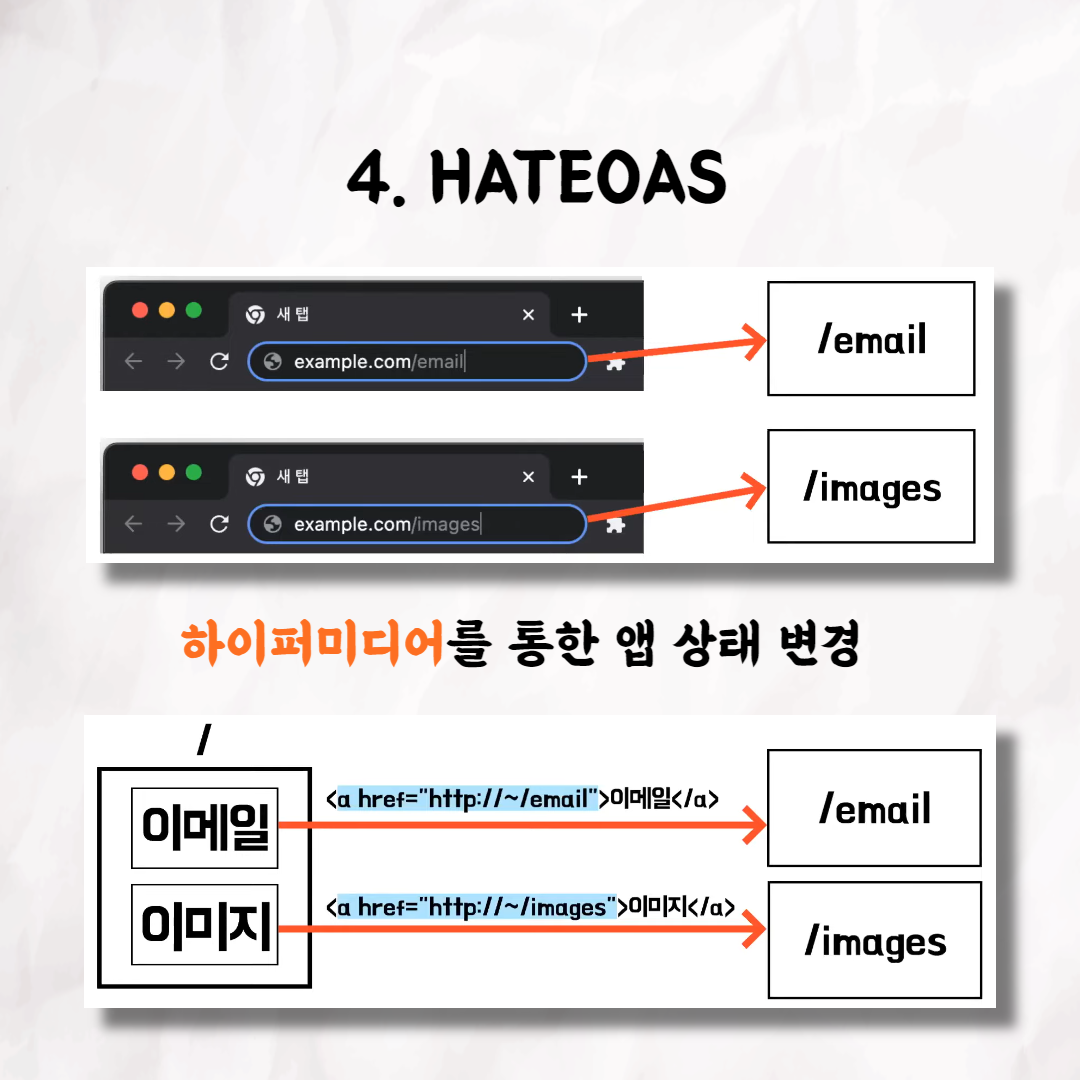 4. HATEOAS
새 탭
example.com/email
/email
새 탭
example.com/images
/images
하이퍼미디어를 통한 앱 상태 변경
/
이메일
<a href="http://~/email">이메일</a>
/email
이미지
<a href="http://~/images">이미지</a>
/images